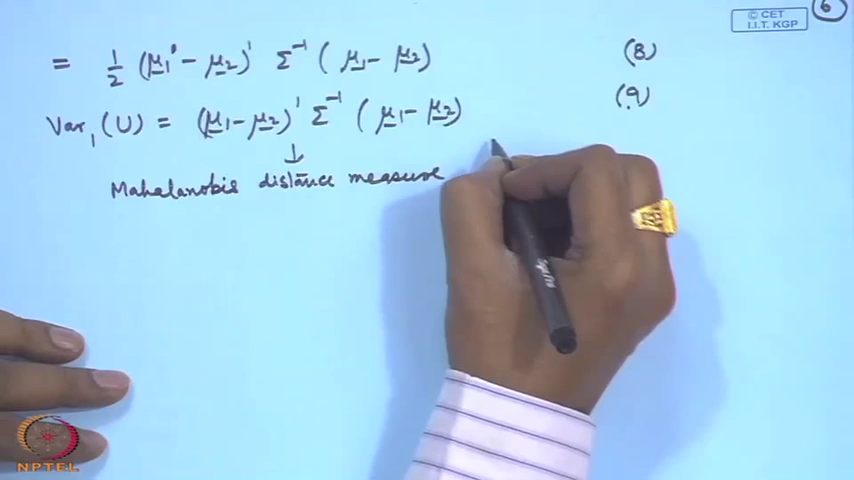 6
© CET
I.I.T. KGP
= 1/2 (μ1 - μ2)' Σ⁻¹ (μ1 - μ2) (8)
Var1(U) = (μ1 - μ2)' Σ⁻¹ (μ1 - μ2) (9)
↓
Mahalanobis distance measure
NPTEL